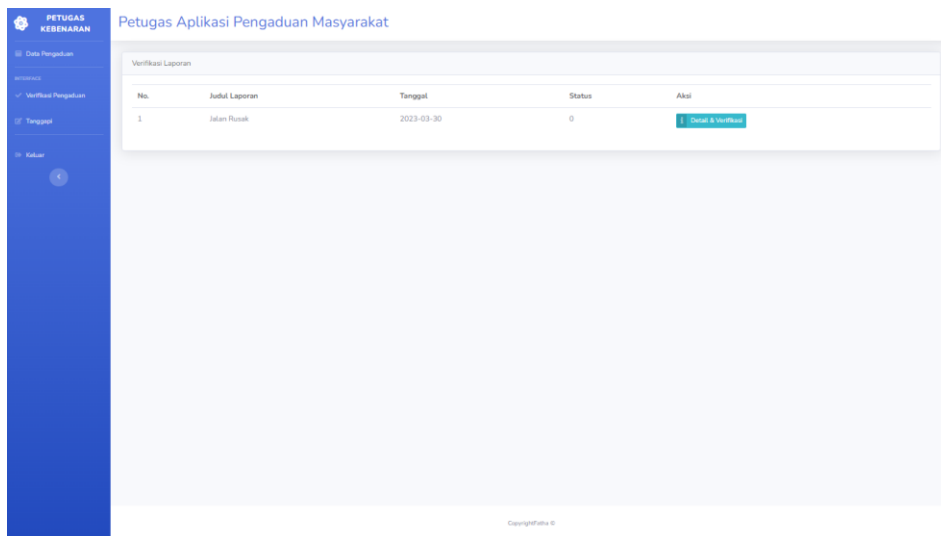 PETUGAS
KEBENARAN
Petugas Aplikasi Pengaduan Masyarakat
Data Pengaduan
INTERFACE
Verifikasi Pengaduan
Tanggapi
Keluar
Verifikasi Laporan
No. Judul Laporan Tanggal Status Aksi
1 Jalan Rusak 2023-03-30 0 Detail & Verifikasi